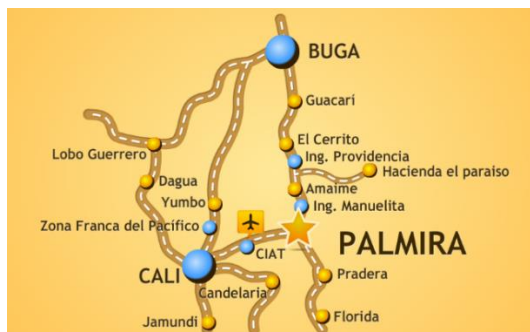 BUGA
Guacarí
El Cerrito
Ing. Providencia
Lobo Guerrero
Hacienda el paraiso
Dagua
Amaime
Yumbo
Ing. Manuelita
Zona Franca del Pacífico
PALMIRA
CIAT
CALI
Pradera
Candelaria
Jamundi
Florida